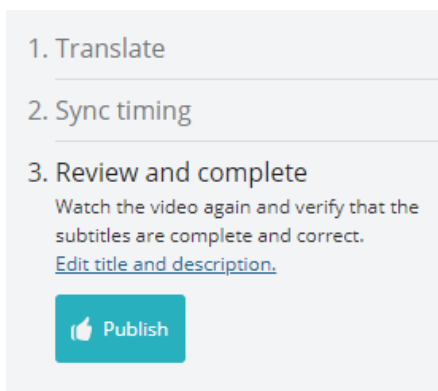 1. Translate
2. Sync timing
3. Review and complete
Watch the video again and verify that the
subtitles are complete and correct.
Edit title and description.
Publish